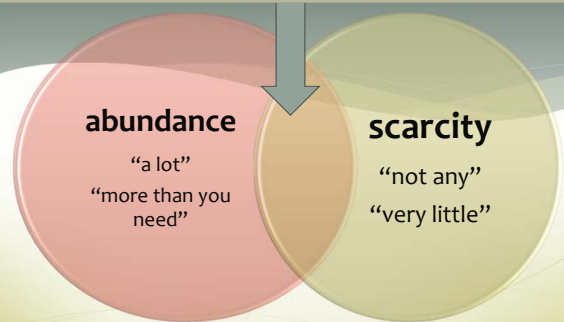 abundance
“a lot”
“more than you
need”
scarcity
“not any”
“very little”